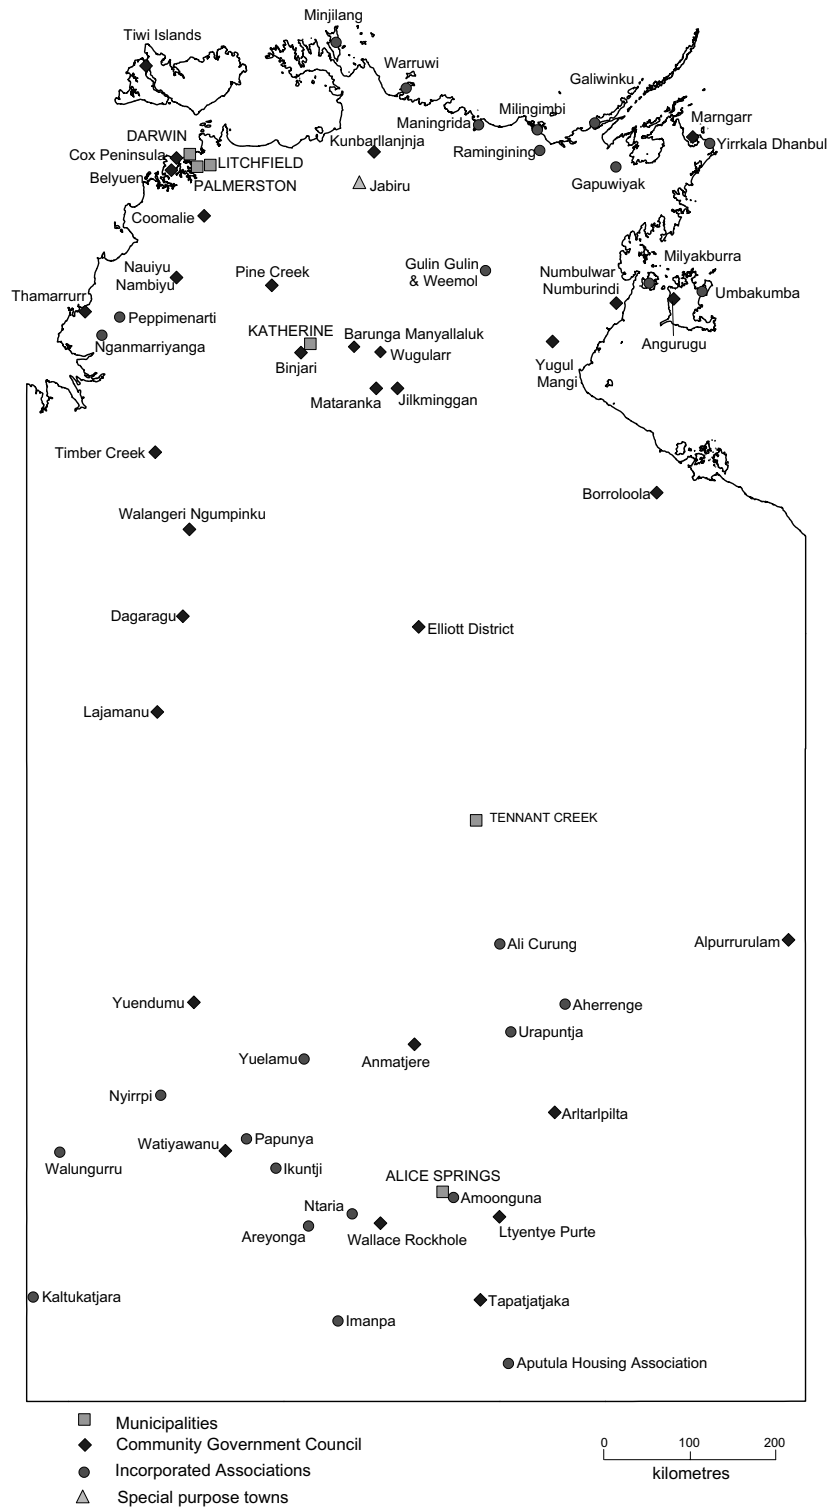 Minjilang
Tiwi Islands
Warruwi
Galiwinku
Milingimbi
Maningrida
Marngarr
DARWIN
Kunbarllanjnja
Yirrkala Dhanbul
Cox Peninsula
LITCHFIELD
Ramingining
Belyuen
PALMERSTON
Jabiru
Gapuwiyak
Coomalie
Milyakburra
Nauiyu
Nambiyu
Pine Creek
Gulin Gulin
& Weemol
Numbulwar
Numburindi
Thamarrurr
Umbakumba
Peppimenarti
KATHERINE
Barunga Manyallaluk
Angurugu
Nganmarriyanga
Wugularr
Binjari
Yugul
Mangi
Mataranka
Jilkminggan
Timber Creek
Borroloola
Walangeri Ngumpinku
Dagaragu
Elliott District
Lajamanu
TENNANT CREEK
Ali Curung
Alpurrurulam
Yuendumu
Aherrenge
Urapuntja
Yuelamu
Anmatjere
Nyirrpi
Arltarlpilta
Watiyawanu
Papunya
Walungurru
Ikuntji
ALICE SPRINGS
Amoonguna
Ntaria
Areyonga
Wallace Rockhole
Ltyentye Purte
Kaltukatjara
Tapatjatjaka
Imanpa
Aputula Housing Association
Municipalities
Community Government Council
Incorporated Associations
Special purpose towns
0 100 200
kilometres